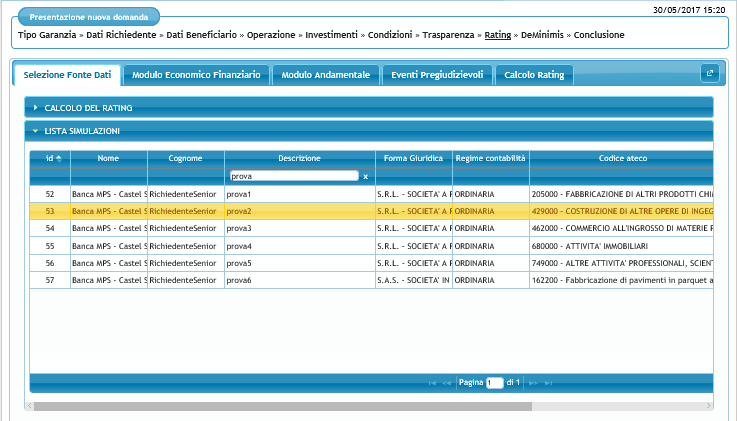 30/05/2017 15:20
Presentazione nuova domanda
Tipo Garanzia » Dati Richiedente » Dati Beneficiario » Operazione » Investimenti » Condizioni » Trasparenza » Rating » DeMinimis » Conclusione
Selezione Fonte Dati Modulo Economico Finanziario Modulo Andamentale Eventi Pregiudizievoli Calcolo Rating
CALCOLO DEL RATING
LISTA SIMULAZIONI
id Nome Cognome Descrizione Forma Giuridica Regime contabilità Codice ateco
prova x
52 Banca MPS - Castel S RichiedenteSenior prova1 S.R.L. - SOCIETA' A R ORDINARIA 205000 - FABBRICAZIONE DI ALTRI PRODOTTI CHI
53 Banca MPS - Castel S RichiedenteSenior prova2 S.R.L. - SOCIETA' A R ORDINARIA 429000 - COSTRUZIONE DI ALTRE OPERE DI INGEG
54 Banca MPS - Castel S RichiedenteSenior prova3 S.R.L. - SOCIETA' A R ORDINARIA 462000 - COMMERCIO ALL'INGROSSO DI MATERIE P
55 Banca MPS - Castel S RichiedenteSenior prova4 S.R.L. - SOCIETA' A R ORDINARIA 680000 - ATTIVITA' IMMOBILIARI
56 Banca MPS - Castel S RichiedenteSenior prova5 S.R.L. - SOCIETA' A R ORDINARIA 749000 - ALTRE ATTIVITA' PROFESSIONALI, SCIENT
57 Banca MPS - Castel S RichiedenteSenior prova6 S.A.S. - SOCIETA' IN ORDINARIA 162200 - Fabbricazione di pavimenti in parquet a
Pagina 1 di 1